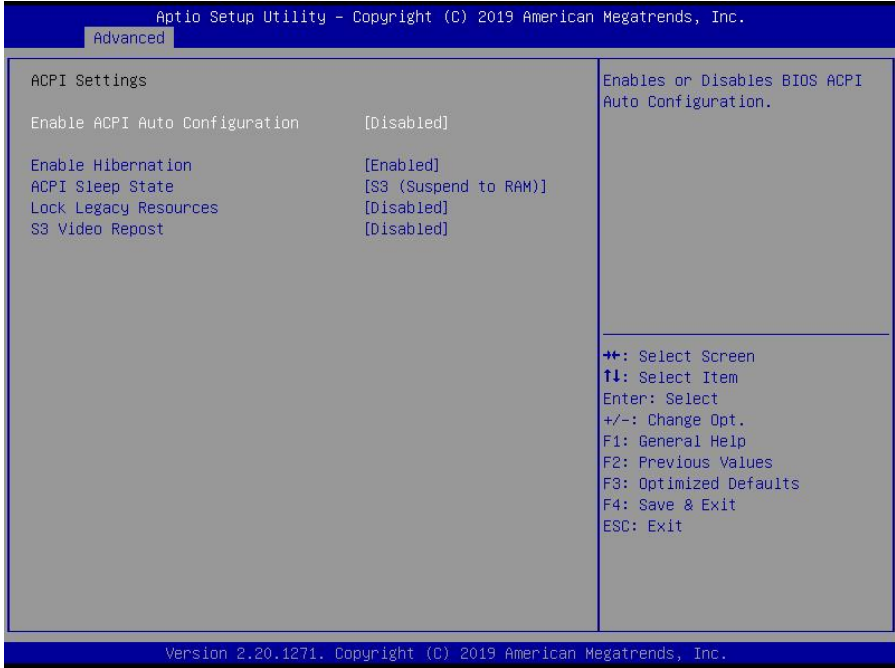 Aptio Setup Utility – Copyright (C) 2019 American Megatrends, Inc.
Advanced
ACPI Settings
Enable ACPI Auto Configuration [Disabled]
Enable Hibernation [Enabled]
ACPI Sleep State [S3 (Suspend to RAM)]
Lock Legacy Resources [Disabled]
S3 Video Repost [Disabled]
Enables or Disables BIOS ACPI
Auto Configuration.
→←: Select Screen
↑↓: Select Item
Enter: Select
+/-: Change Opt.
F1: General Help
F2: Previous Values
F3: Optimized Defaults
F4: Save & Exit
ESC: Exit
Version 2.20.1271. Copyright (C) 2019 American Megatrends, Inc.